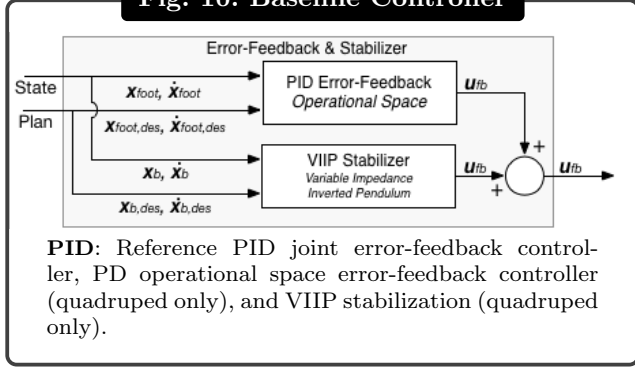 Fig. 10: Baseline Controller
Error-Feedback & Stabilizer
State
Plan
x_foot, ẋ_foot
x_foot,des, ẋ_foot,des
PID Error-Feedback
Operational Space
u_fb
x_b, ẋ_b
x_b,des, ẋ_b,des
VIIP Stabilizer
Variable Impedance
Inverted Pendulum
u_fb
+
+
u_fb
PID: Reference PID joint error-feedback control-
ler, PD operational space error-feedback controller
(quadruped only), and VIIP stabilization (quadruped
only).